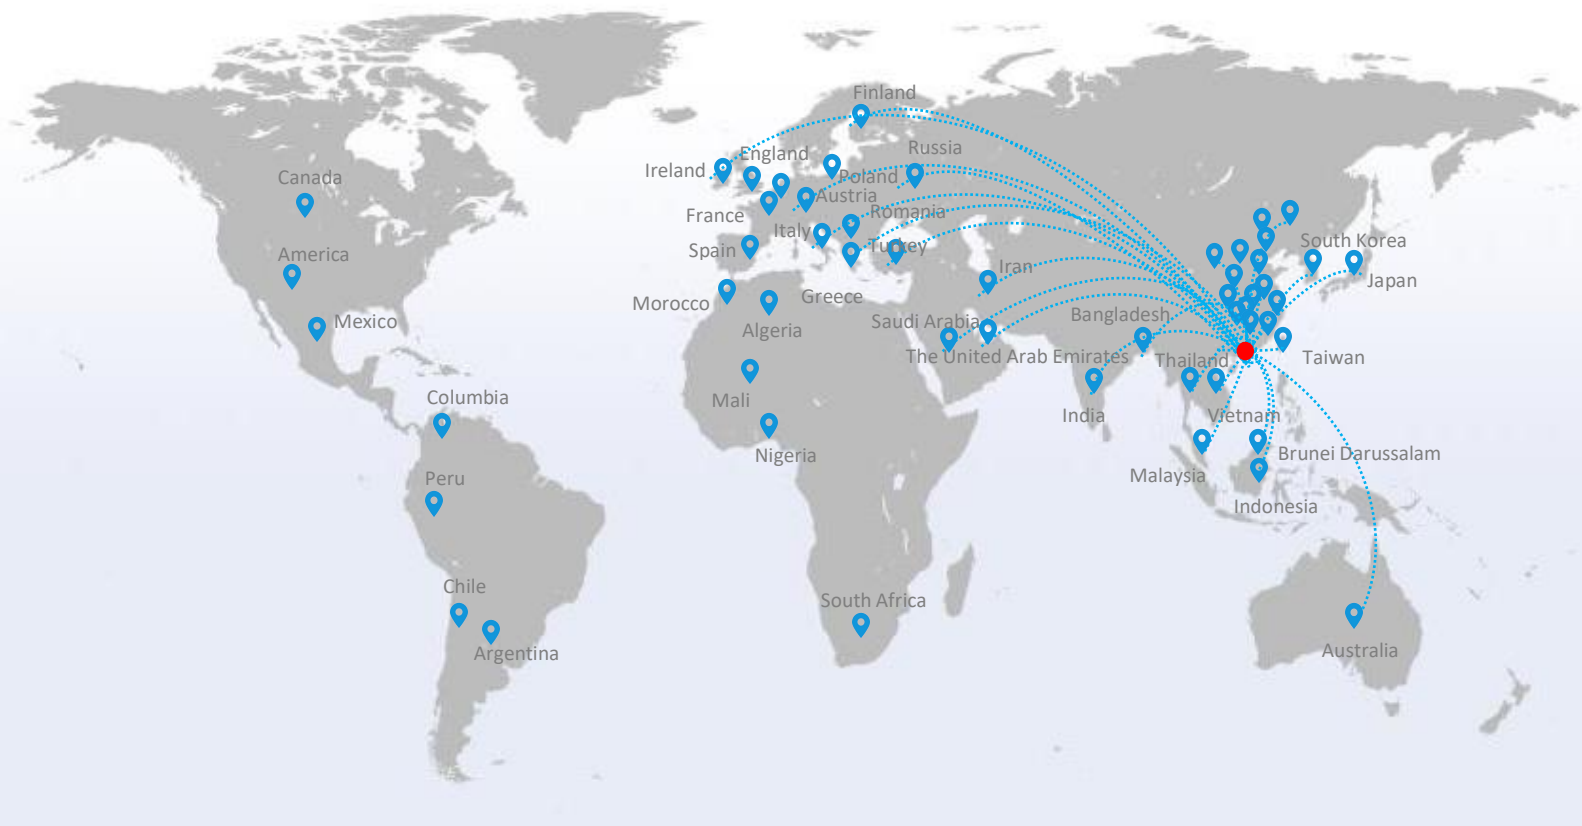 Finland
England
Russia
Ireland
Poland
Canada
Austria
France
Romania
Italy
Spain
Turkey
South Korea
America
Iran
Japan
Morocco
Greece
Mexico
Algeria
Saudi Arabia
Bangladesh
The United Arab Emirates
Thailand
Taiwan
Mali
Columbia
India
Vietnam
Nigeria
Brunei Darussalam
Peru
Malaysia
Indonesia
Chile
South Africa
Argentina
Australia